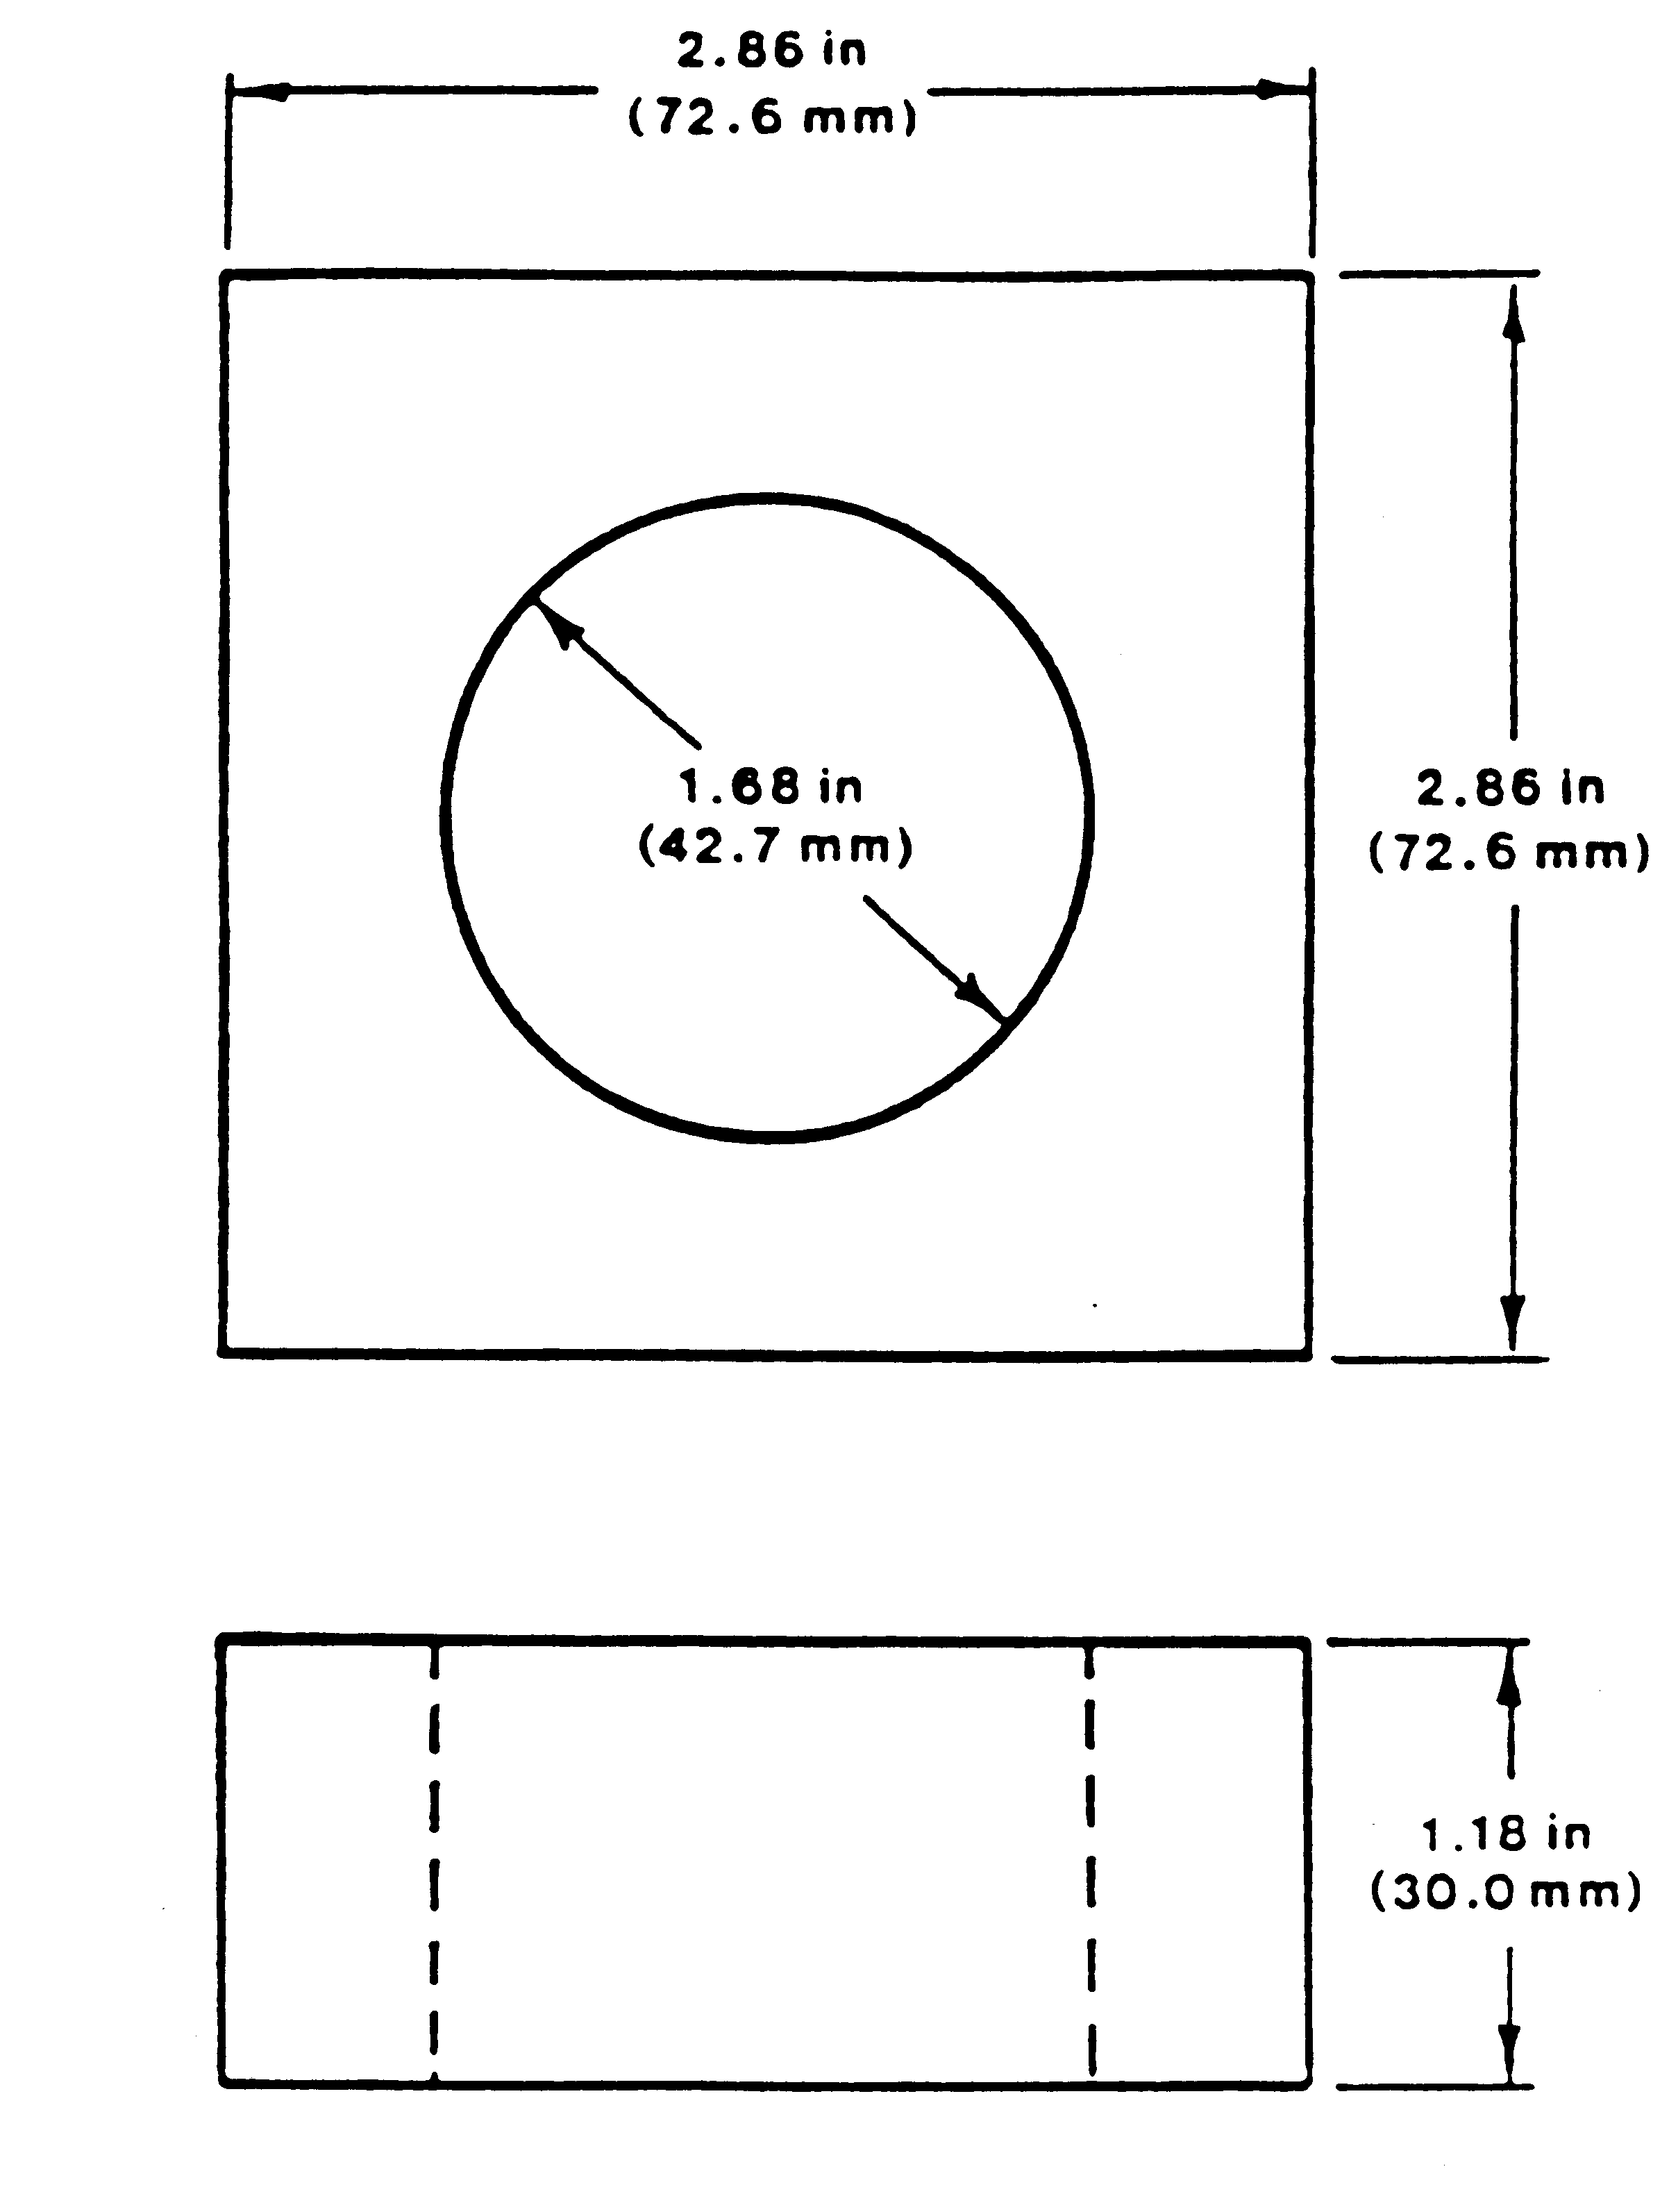 2.86 in
(72.6 mm)
1.68 in
(42.7 mm)
2.86 in
(72.6 mm)
1.18 in
(30.0 mm)